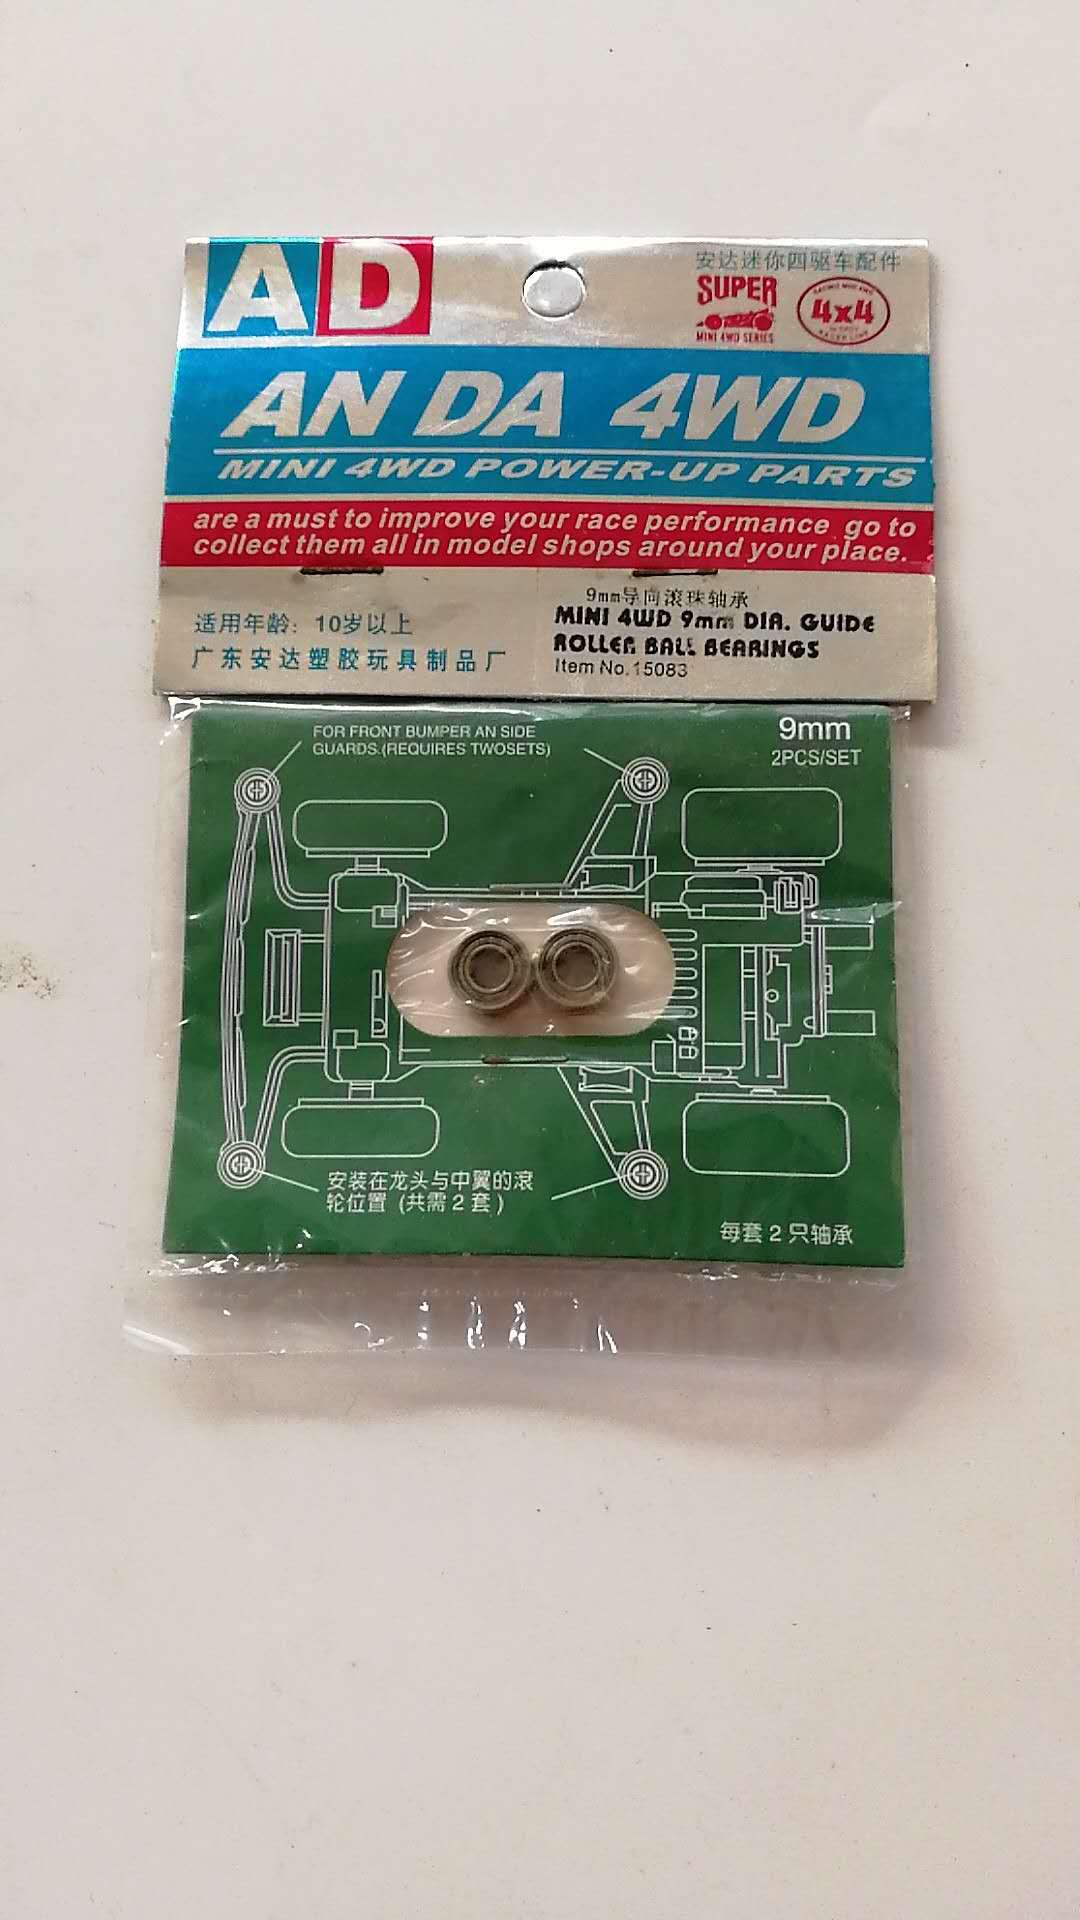 AD
安达迷你四驱车配件
SUPER
MINI 4WD SERIES
4x4
AN DA 4WD
MINI 4WD POWER-UP PARTS
are a must to improve your race performance go to
collect them all in model shops around your place.
适用年龄: 10岁以上
广东安达塑胶玩具制品厂
9mm导向滚珠轴承
MINI 4WD 9mm DIA. GUIDE
ROLLER BALL BEARINGS
Item No.15083
FOR FRONT BUMPER AN SIDE
GUARDS.(REQUIRES TWOSETS)
9mm
2PCS/SET
安装在龙头与中翼的滚
轮位置 (共需2套)
每套2只轴承